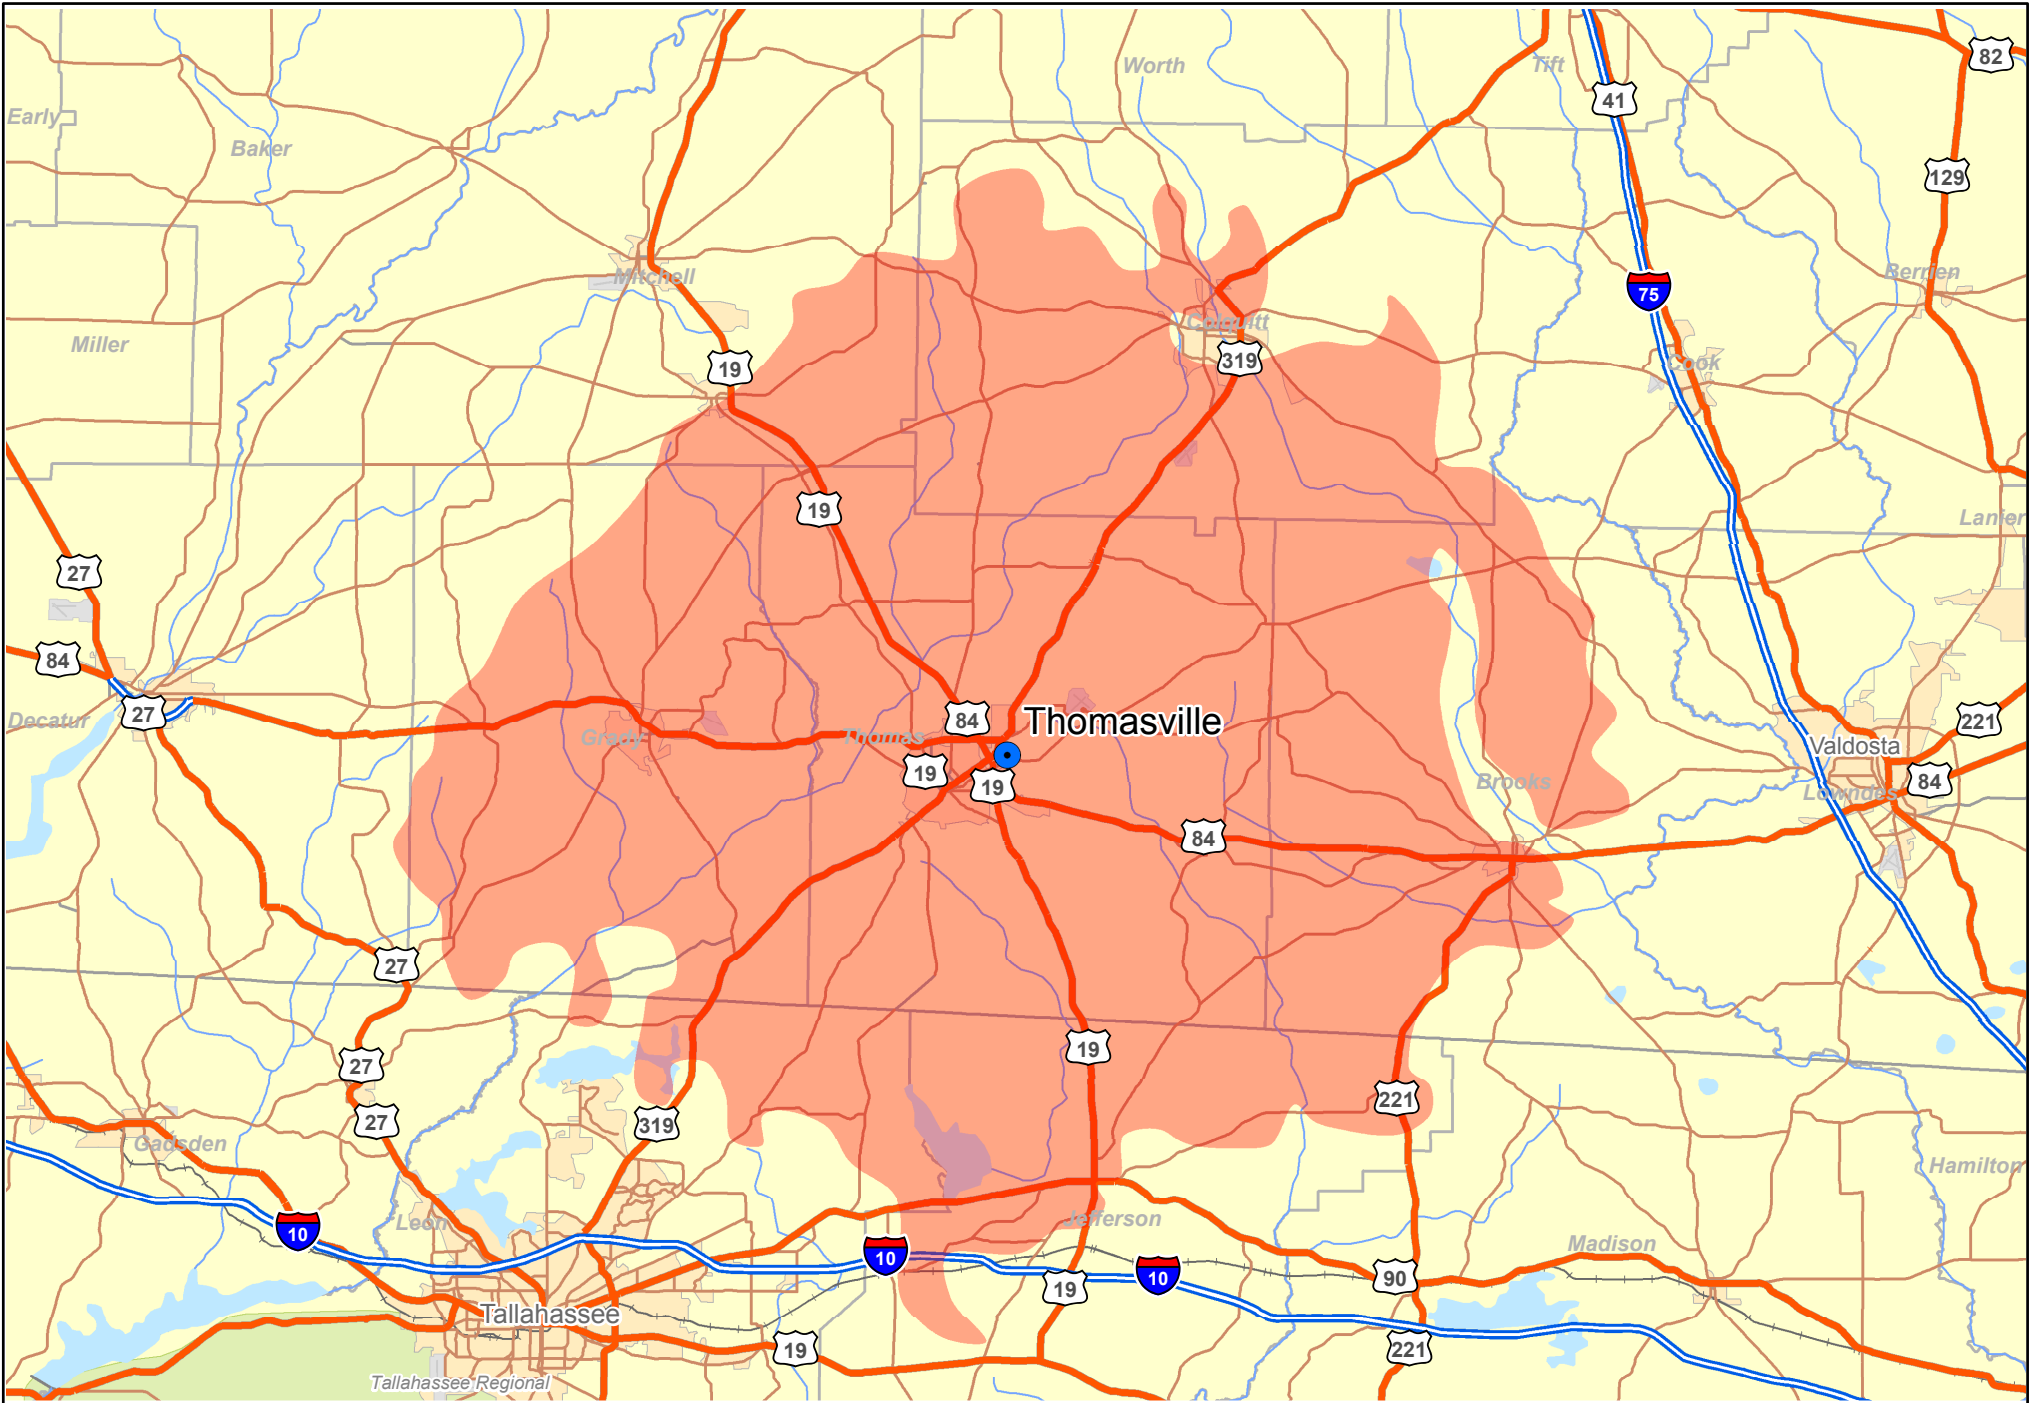 Worth
Tift
82
41
Early
Baker
129
Mitchell
Berrien
75
Colquitt
Miller
319
Cook
19
19
Lanier
27
84
Decatur
27
84
Thomasville
221
Grady
Thomas
Valdosta
19
19
Brooks
84
Lowndes
84
27
19
27
221
27
319
Gadsden
Hamilton
Leon
Jefferson
10
Madison
10
10
90
19
Tallahassee
19
221
Tallahassee Regional